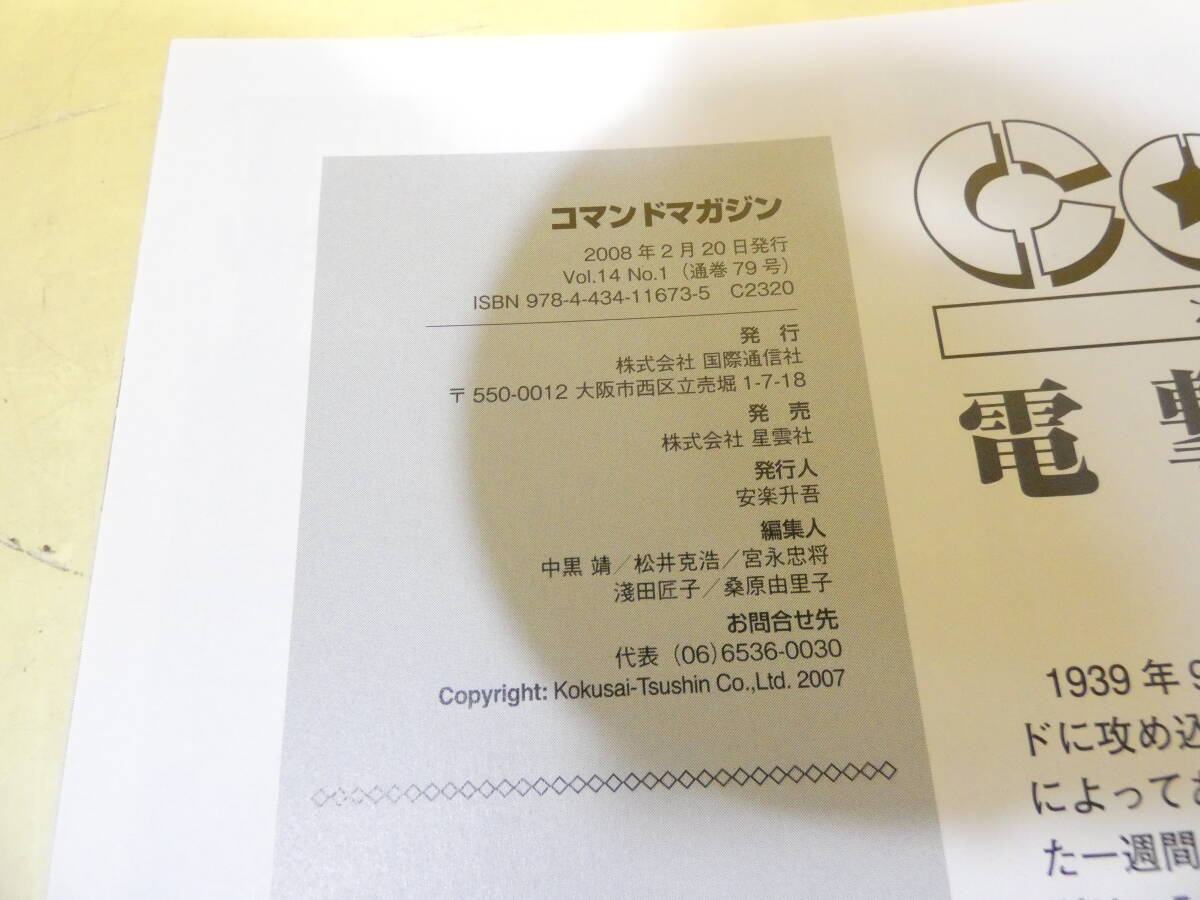 コマンドマガジン
2008年2月20日発行
Vol.14 No.1（通巻79号）
ISBN 978-4-434-11673-5　C2320
発　行
株式会社 国際通信社
〒550-0012 大阪市西区立売堀1-7-18
発　売
株式会社 星雲社
発行人
安楽升吾
編集人
中黒 靖／松井克浩／宮永忠将
淺田匠子／桑原由里子
お問合せ先
代表（06)6536-0030
Copyright: Kokusai-Tsushin Co.,Ltd. 2007
電撃
1939年9
ドに攻め込
によってあ
た一週間